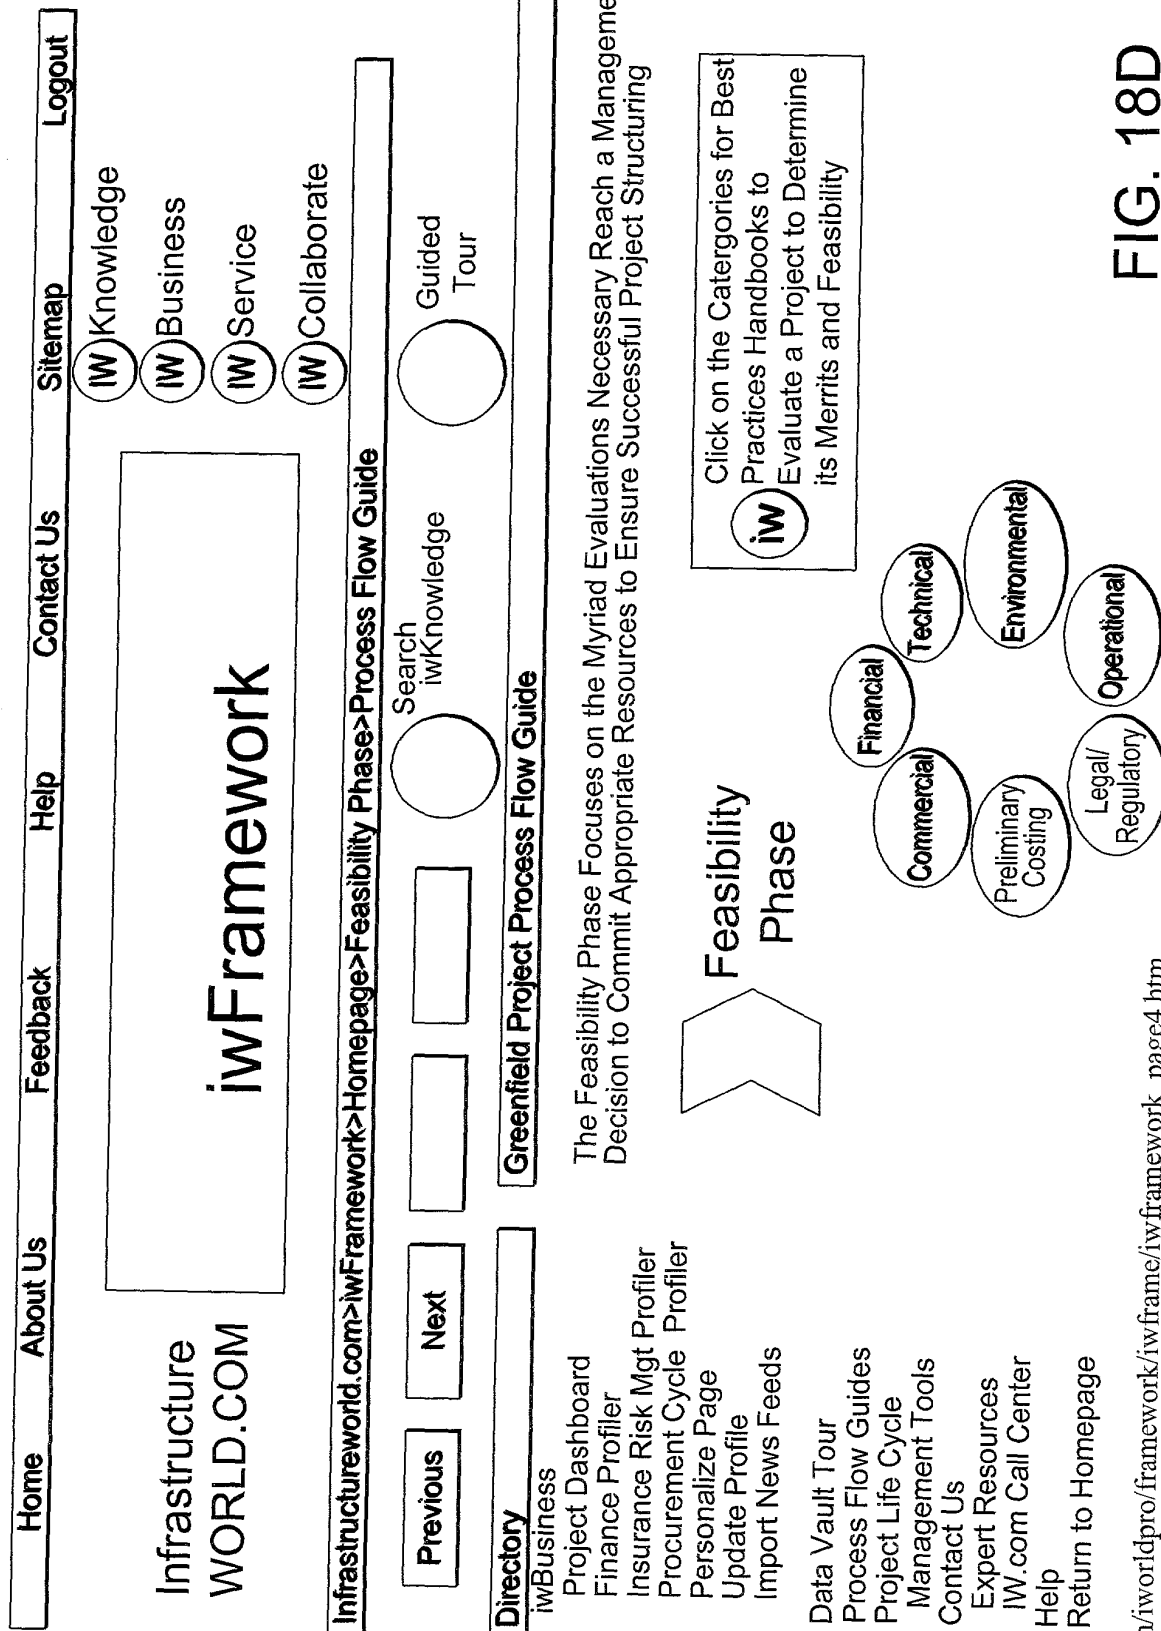 Home About Us Feedback Help Contact Us Sitemap Logout
Infrastructure
WORLD.COM
iwFramework
IW Knowledge
IW Business
IW Service
IW Collaborate
Infrastructureworld.com>iwFramework>Homepage>Feasibility Phase>Process Flow Guide
Previous Next
Search
iwKnowledge
Guided
Tour
Directory
Greenfield Project Process Flow Guide
iwBusiness
Project Dashboard
Finance Profiler
Insurance Risk Mgt Profiler
Procurement Cycle Profiler
Personalize Page
Update Profile
Import News Feeds
Data Vault Tour
Process Flow Guides
Project Life Cycle
Management Tools
Contact Us
Expert Resources
IW.com Call Center
Help
Return to Homepage
The Feasibility Phase Focuses on the Myriad Evaluations Necessary Reach a Manageme
Decision to Commit Appropriate Resources to Ensure Successful Project Structuring
Feasibility
Phase
iw
Click on the Catergories for Best
Practices Handbooks to
Evaluate a Project to Determine
its Merrits and Feasibility
Financial
Commercial
Technical
Preliminary
Costing
Environmental
Legal/
Regulatory
Operational
/iworldpro/framework/iwframe/iwframework_page4.htm
FIG. 18D